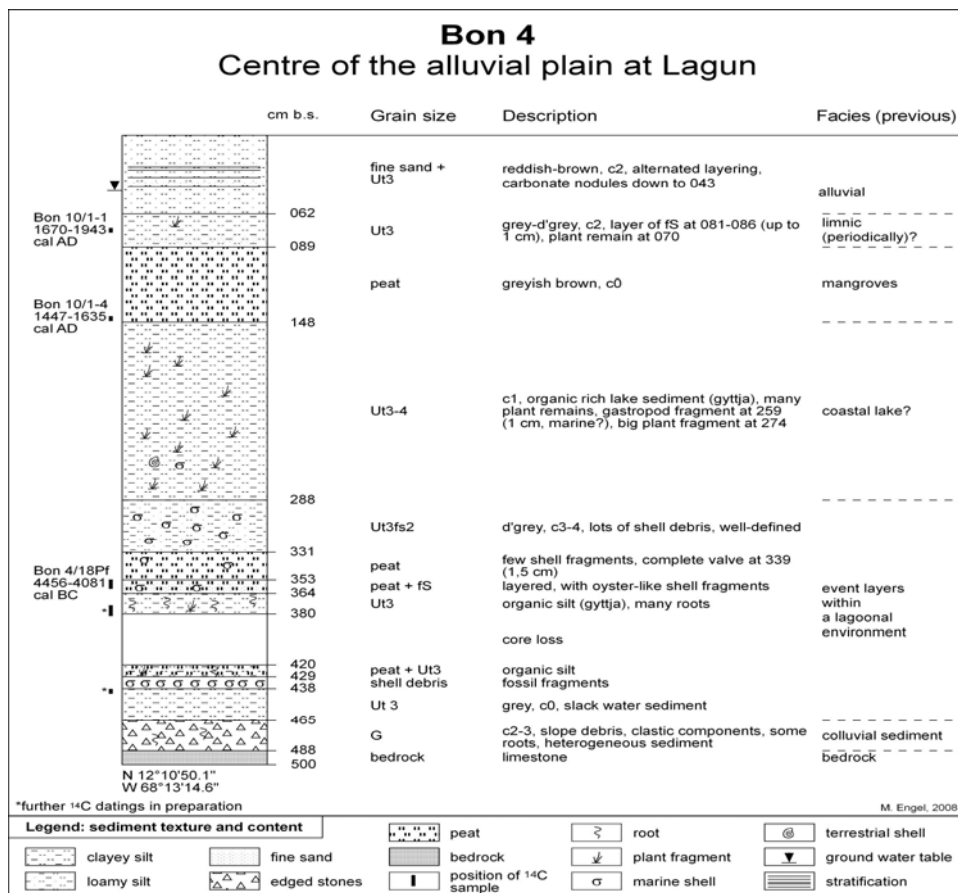 Bon 4
Centre of the alluvial plain at Lagun
cm b.s. Grain size Description Facies (previous)
fine sand + Ut3
reddish-brown, c2, alternated layering,
carbonate nodules down to 043
alluvial
062
Bon 10/1-1
1670-1943
cal AD
Ut3
grey-d'grey, c2, layer of fS at 081-086 (up to
1 cm), plant remain at 070
limnic
(periodically)?
089
peat greyish brown, c0 mangroves
Bon 10/1-4
1447-1635
cal AD
148
Ut3-4
c1, organic rich lake sediment (gyttja), many
plant remains, gastropod fragment at 259
(1 cm, marine?), big plant fragment at 274
coastal lake?
288
Ut3fs2 d'grey, c3-4, lots of shell debris, well-defined
331
peat
few shell fragments, complete valve at 339
(1,5 cm)
Bon 4/18Pf
4456-4081
cal BC
353
peat + fS layered, with oyster-like shell fragments
364
Ut3 organic silt (gyttja), many roots
*
380
event layers
within
a lagoonal
environment
core loss
420
peat + Ut3 organic silt
429
shell debris fossil fragments
438
*
Ut 3 grey, c0, slack water sediment
465
G
c2-3, slope debris, clastic components, some
roots, heterogeneous sediment
colluvial sediment
488
bedrock limestone bedrock
500
N 12°10'50.1"
W 68°13'14.6"
*further 14C datings in preparation
M. Engel, 2008
Legend: sediment texture and content
clayey silt
loamy silt
fine sand
edged stones
peat
bedrock
position of 14C
sample
root
plant fragment
marine shell
terrestrial shell
ground water table
stratification